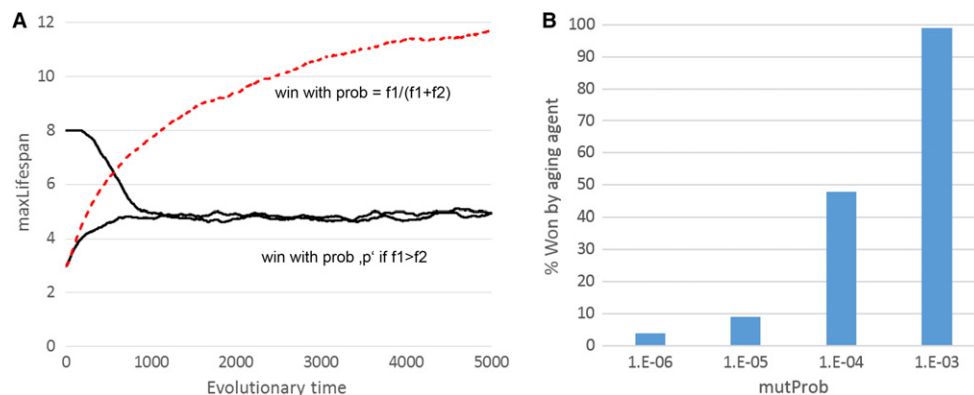 A
maxLifespan
12
10
8
6
4
2
0
win with prob = f1/(f1+f2)
win with prob ‚p‘ if f1>f2
0 1000 2000 3000 4000 5000
Evolutionary time
B
% Won by aging agent
100
90
80
70
60
50
40
30
20
10
0
1.E-06 1.E-05 1.E-04 1.E-03
mutProb